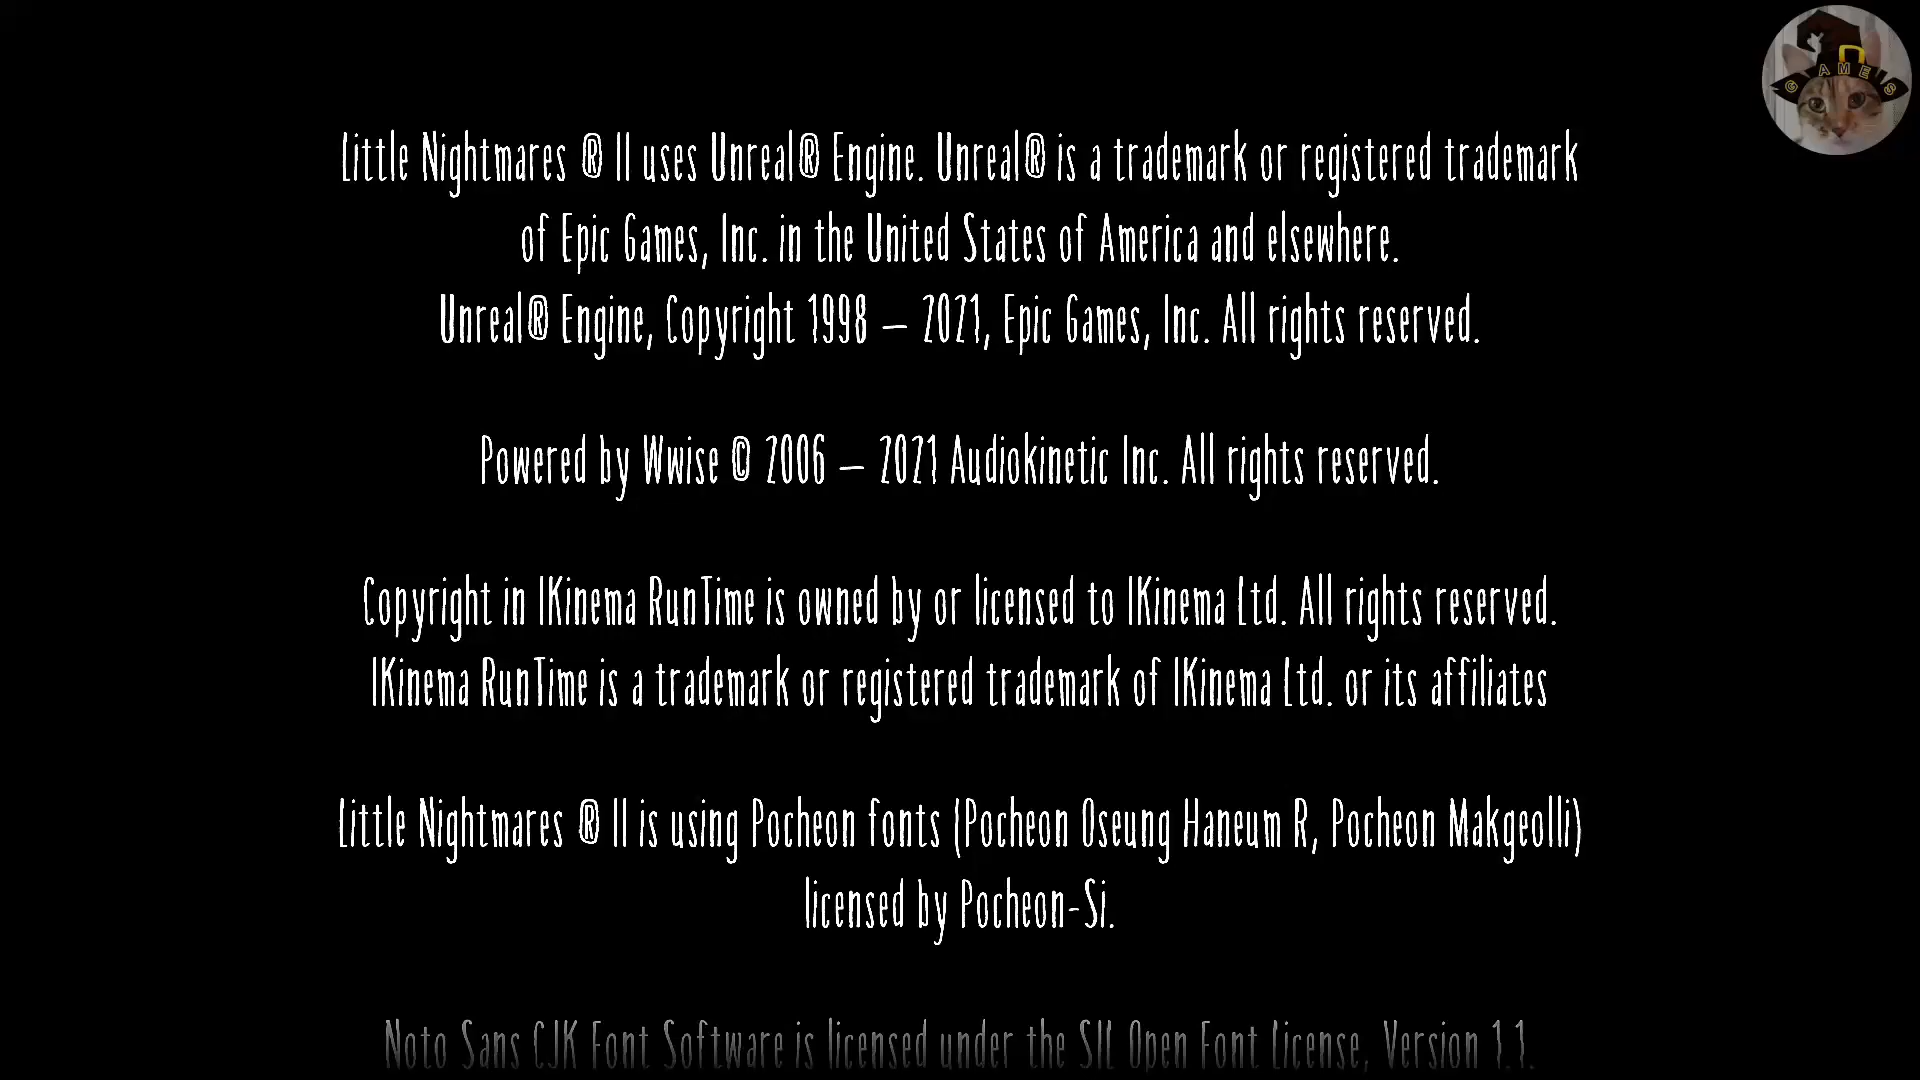 GAMES
Little Nightmares ® II uses Unreal® Engine. Unreal® is a trademark or registered trademark
of Epic Games, Inc. in the United States of America and elsewhere.
Unreal® Engine, Copyright 1998 – 2021, Epic Games, Inc. All rights reserved.
Powered by Wwise © 2006 – 2021 Audiokinetic Inc. All rights reserved.
Copyright in IKinema RunTime is owned by or licensed to IKinema Ltd. All rights reserved.
IKinema RunTime is a trademark or registered trademark of IKinema Ltd. or its affiliates
Little Nightmares ® II is using Pocheon fonts (Pocheon Oseung Haneum R, Pocheon Makgeolli)
licensed by Pocheon-Si.
Noto Sans CJK Font Software is licensed under the SIL Open Font License, Version 1.1.